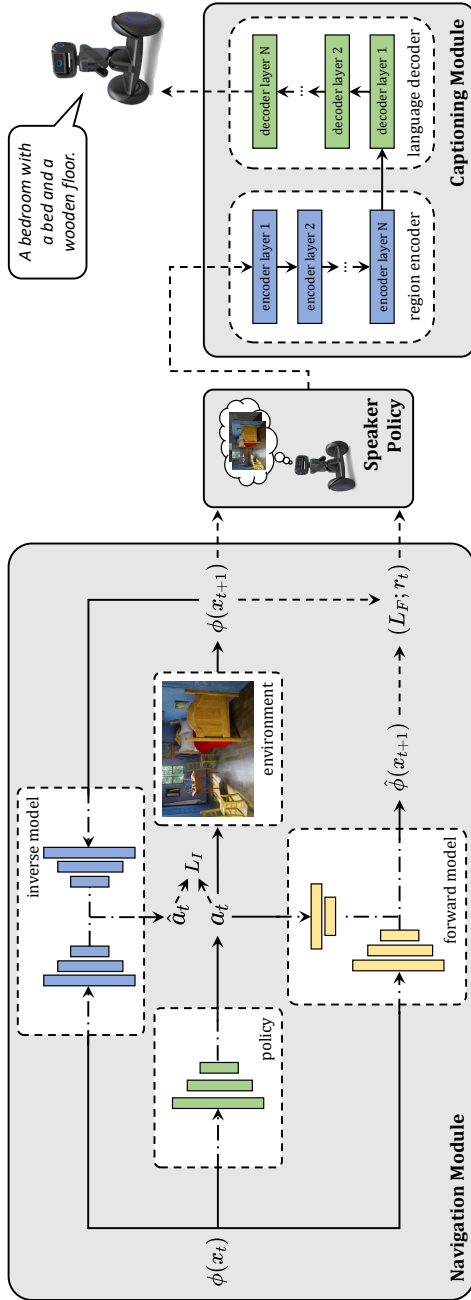 Navigation Module
ϕ(x_t)
inverse model
policy
â_t
L_I
a_t
environment
forward model
ϕ(x_{t+1})
ϕ̂(x_{t+1})
(L_F; r_t)
Speaker
Policy
Captioning Module
region encoder
encoder layer 1
encoder layer 2
...
encoder layer N
language decoder
decoder layer N
...
decoder layer 2
decoder layer 1
A bedroom with
a bed and a
wooden floor.